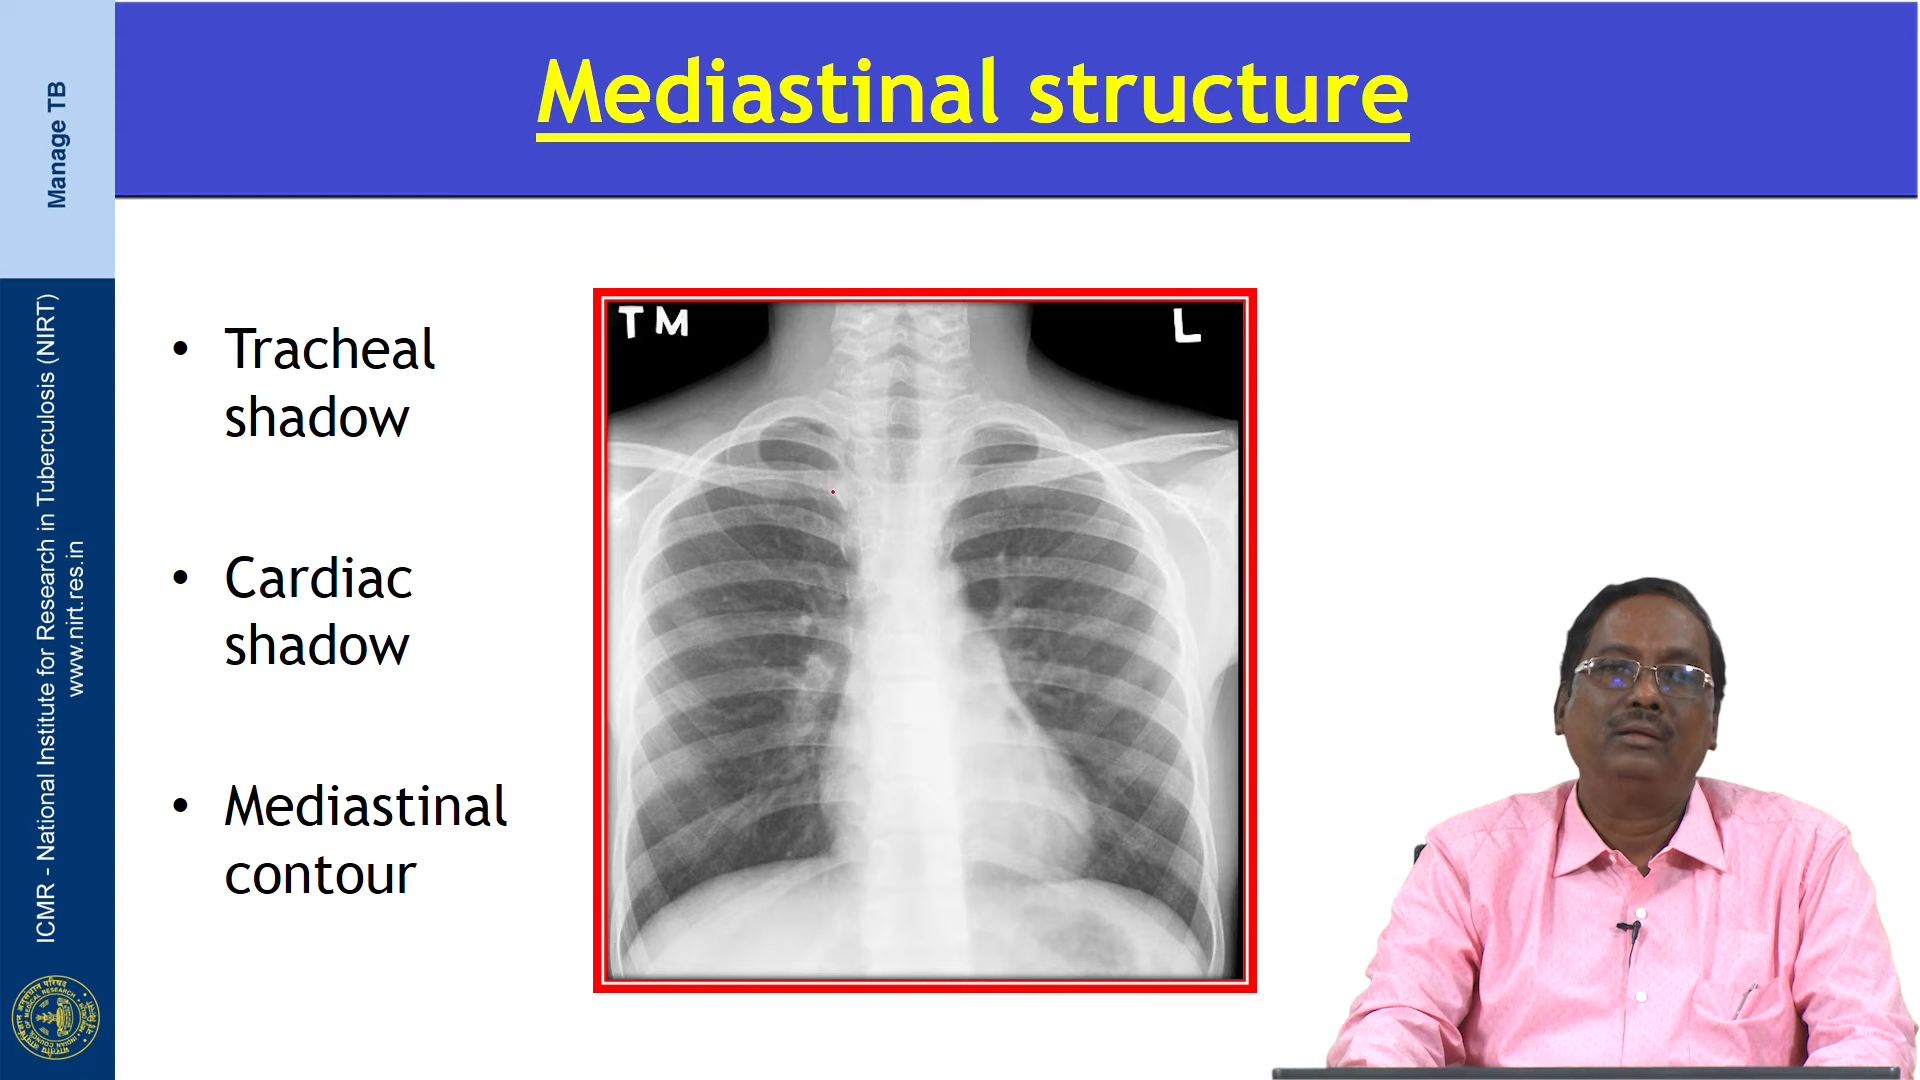 Mediastinal structure
Manage TB
ICMR - National Institute for Research in Tuberculosis (NIRT)
www.nirt.res.in
• Tracheal
shadow
• Cardiac
shadow
• Mediastinal
contour
TM
L